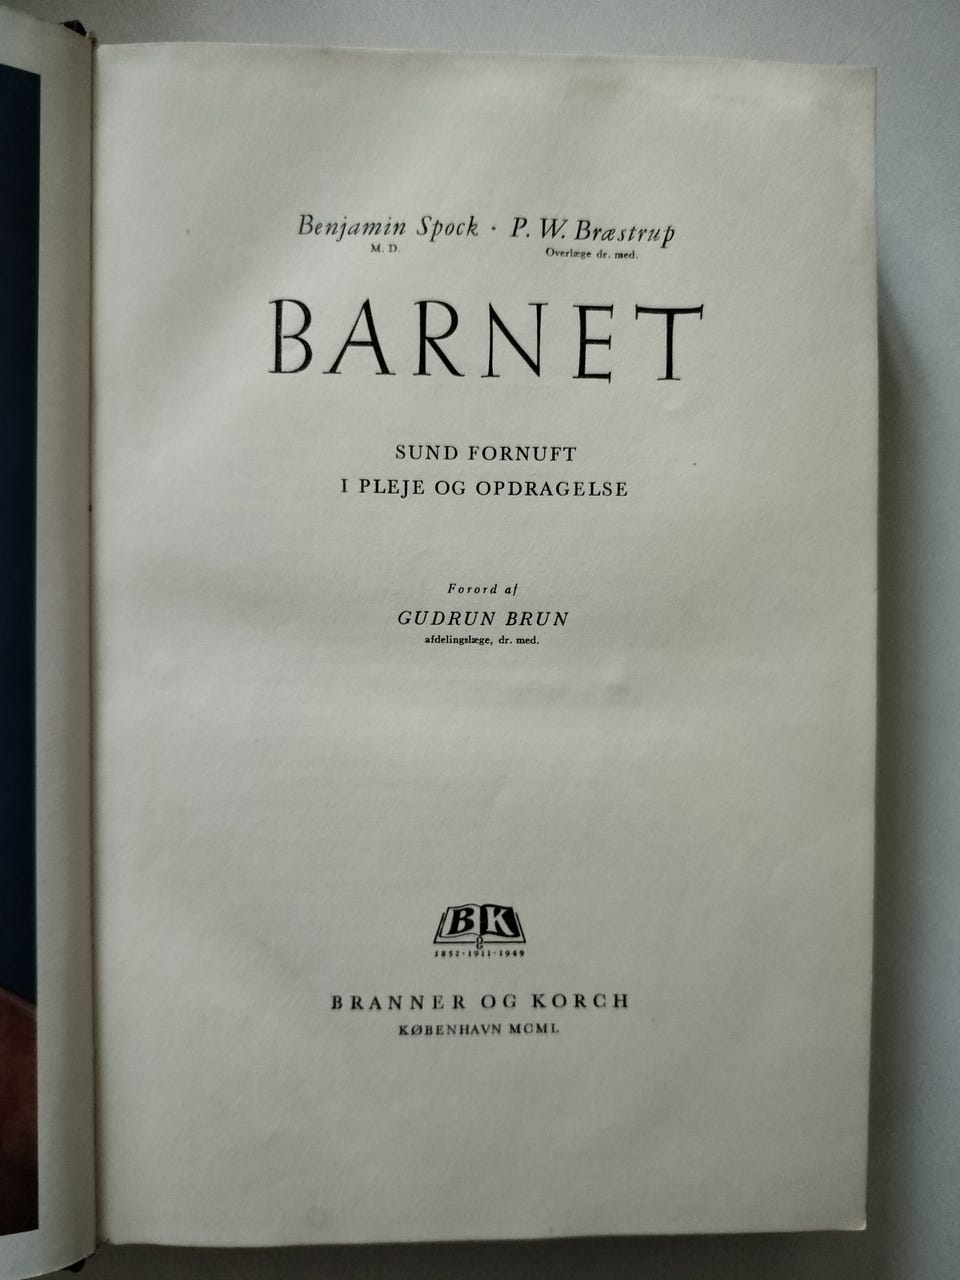 Benjamin Spock · P. W. Bræstrup
M. D. Overlæge dr. med.
BARNET
SUND FORNUFT
I PLEJE OG OPDRAGELSE
Forord af
GUDRUN BRUN
afdelingslæge, dr. med.
B K
&
1852·1911·1949
BRANNER OG KORCH
KØBENHAVN MCML